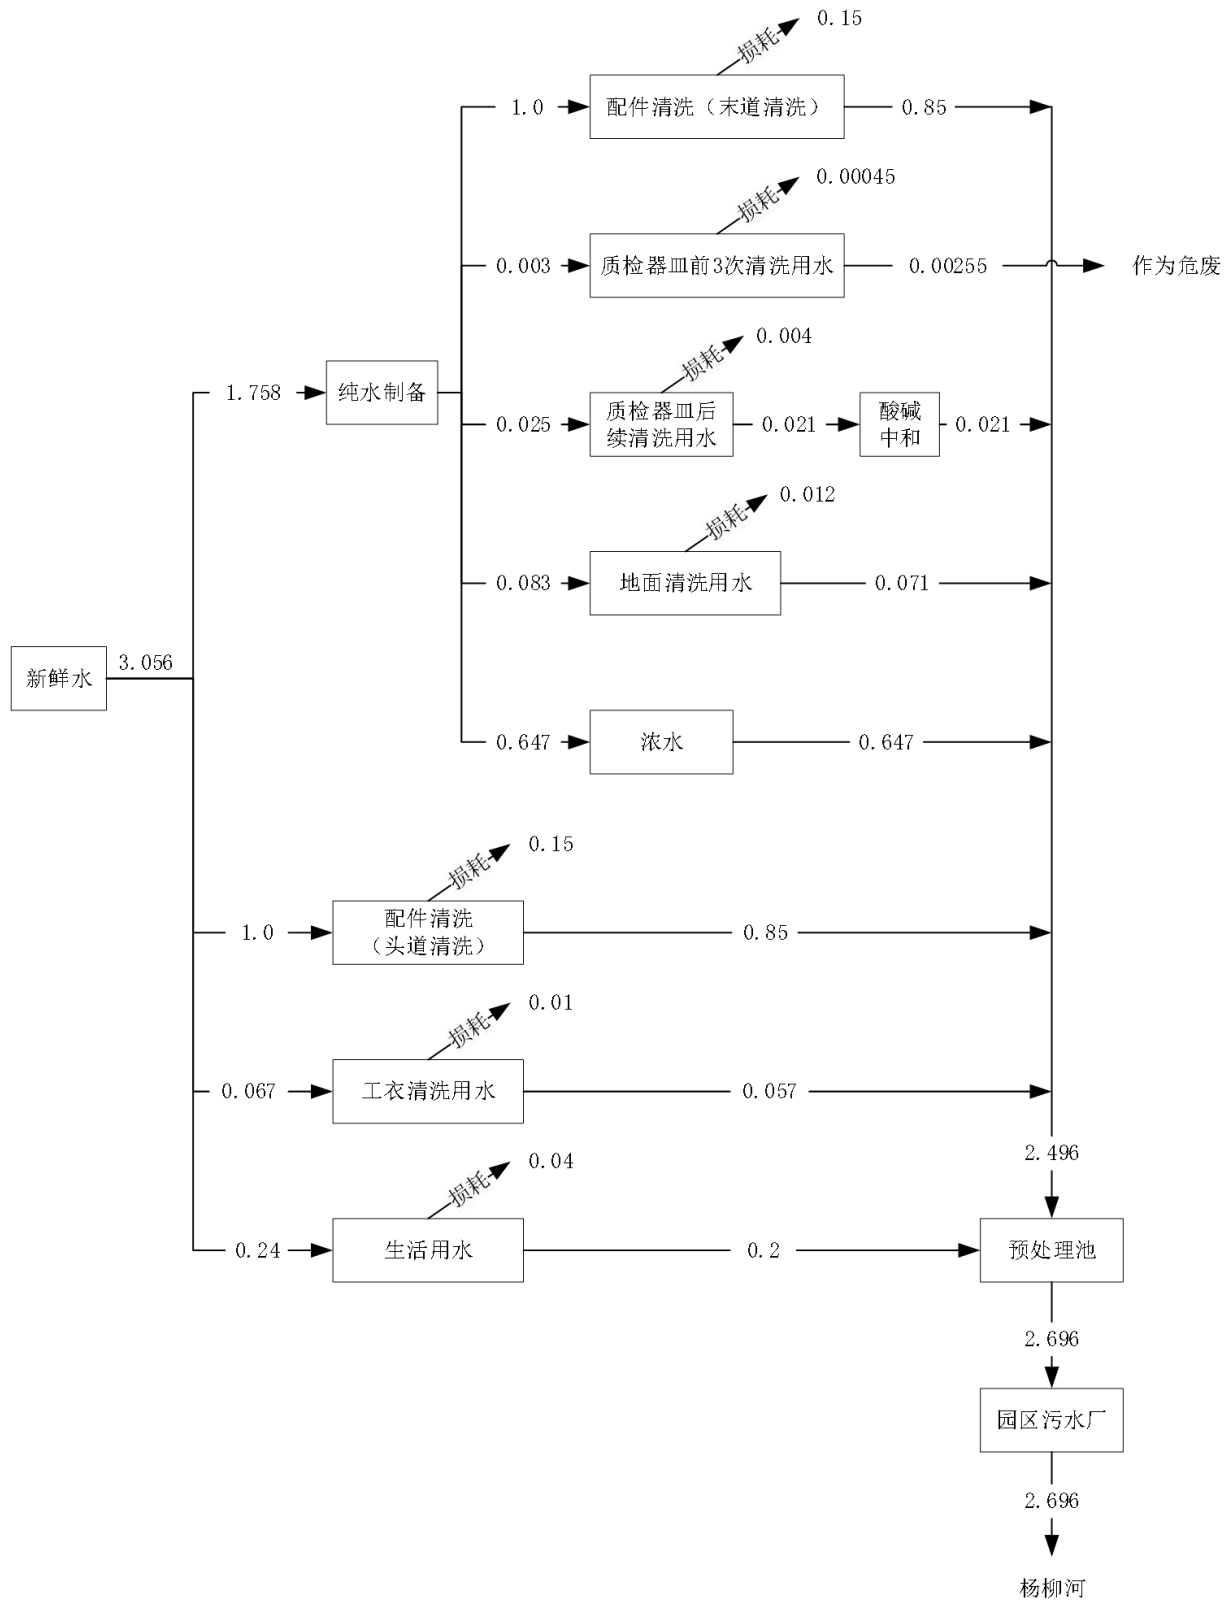 损耗 0.15
1.0 配件清洗（末道清洗） 0.85
损耗 0.00045
0.003 质检器皿前3次清洗用水 0.00255 作为危废
损耗 0.004
1.758 纯水制备
0.025 质检器皿后
续清洗用水 0.021 酸碱
中和 0.021
损耗 0.012
0.083 地面清洗用水 0.071
新鲜水 3.056
0.647 浓水 0.647
损耗 0.15
1.0 配件清洗
（头道清洗） 0.85
损耗 0.01
0.067 工衣清洗用水 0.057
2.496
损耗 0.04
0.24 生活用水 0.2 预处理池
2.696
园区污水厂
2.696
杨柳河